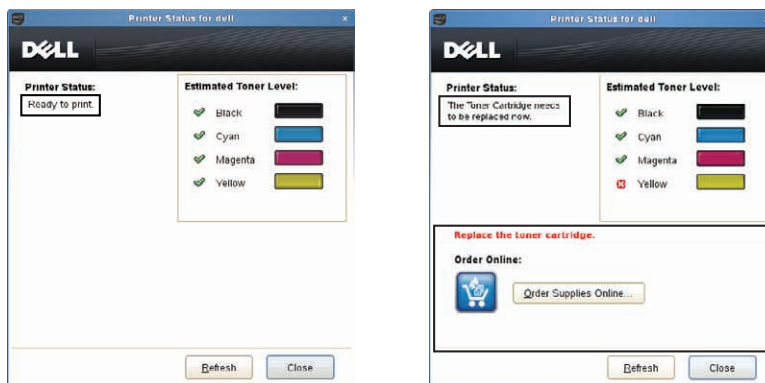 Printer Status for dell x
DELL
Printer Status:
Ready to print.
Estimated Toner Level:
Black
Cyan
Magenta
Yellow
Refresh Close
Printer Status for dell
DELL
Printer Status:
The Toner Cartridge needs
to be replaced now.
Estimated Toner Level:
Black
Cyan
Magenta
Yellow
Replace the toner cartridge.
Order Online:
Order Supplies Online...
Refresh Close